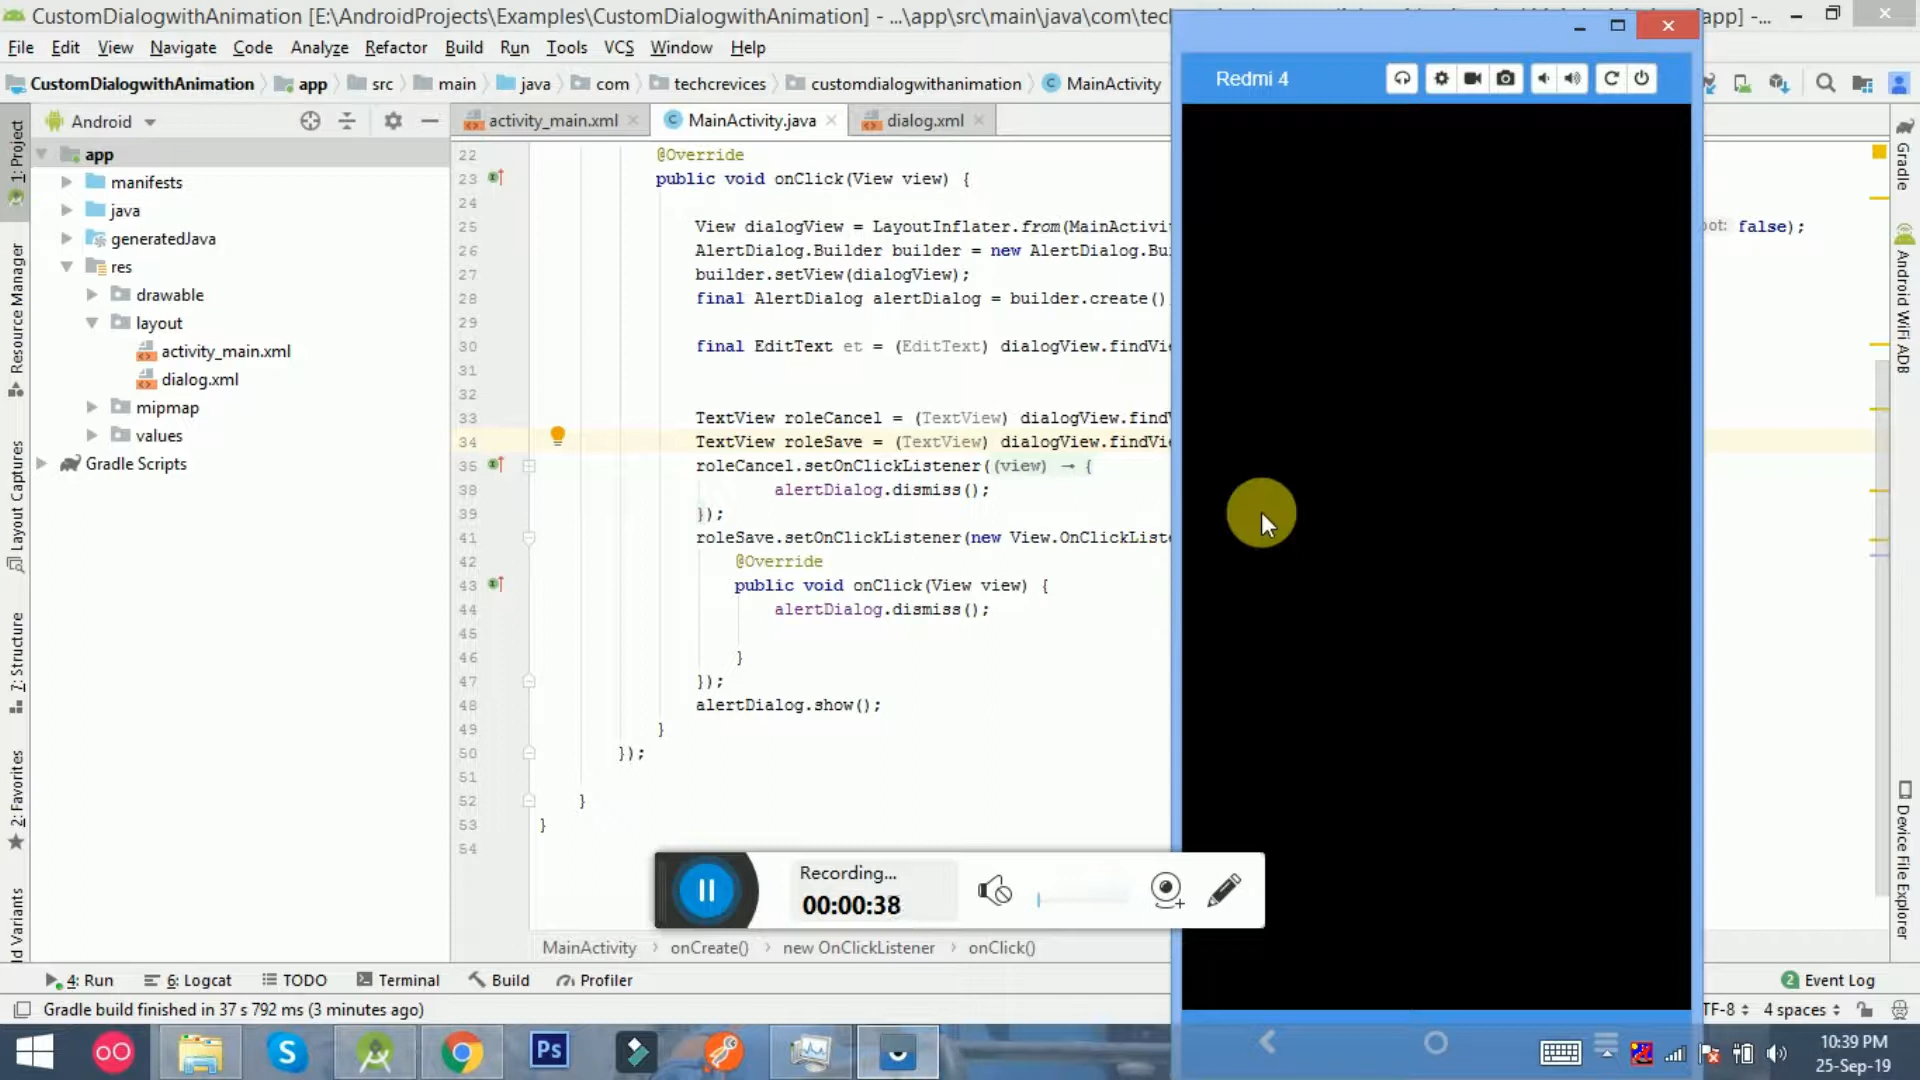 CustomDialogwithAnimation [E:\AndroidProjects\Examples\CustomDialogwithAnimation] - ...\app\src\main\java\com\tec
app] - ...
File Edit View Navigate Code Analyze Refactor Build Run Tools VCS Window Help
CustomDialogwithAnimation app src main java com techcrevices customdialogwithanimation MainActivity
Redmi 4
Android
activity_main.xml MainActivity.java dialog.xml
app
manifests
java
generatedJava
res
drawable
layout
activity_main.xml
dialog.xml
mipmap
values
Gradle Scripts
1: Project
Resource Manager
Layout Captures
7: Structure
2: Favorites
ld Variants
22 @Override
23 public void onClick(View view) {
24
25 View dialogView = LayoutInflater.from(MainActivi
oot: false);
26 AlertDialog.Builder builder = new AlertDialog.Bu
27 builder.setView(dialogView);
28 final AlertDialog alertDialog = builder.create()
29
30 final EditText et = (EditText) dialogView.findVi
31
32
33 TextView roleCancel = (TextView) dialogView.find
34 TextView roleSave = (TextView) dialogView.findVi
35 roleCancel.setOnClickListener((view) → {
38 alertDialog.dismiss();
39 });
41 roleSave.setOnClickListener(new View.OnClickListe
42 @Override
43 public void onClick(View view) {
44 alertDialog.dismiss();
45
46 }
47 });
48 alertDialog.show();
49 }
50 });
51
52 }
53 }
54
Recording...
00:00:38
MainActivity onCreate() new OnClickListener onClick()
Gradle
Android WiFi ADB
Device File Explorer
4: Run 6: Logcat TODO Terminal Build Profiler
2 Event Log
Gradle build finished in 37 s 792 ms (3 minutes ago)
TF-8 4 spaces
Ps
10:39 PM
25-Sep-19